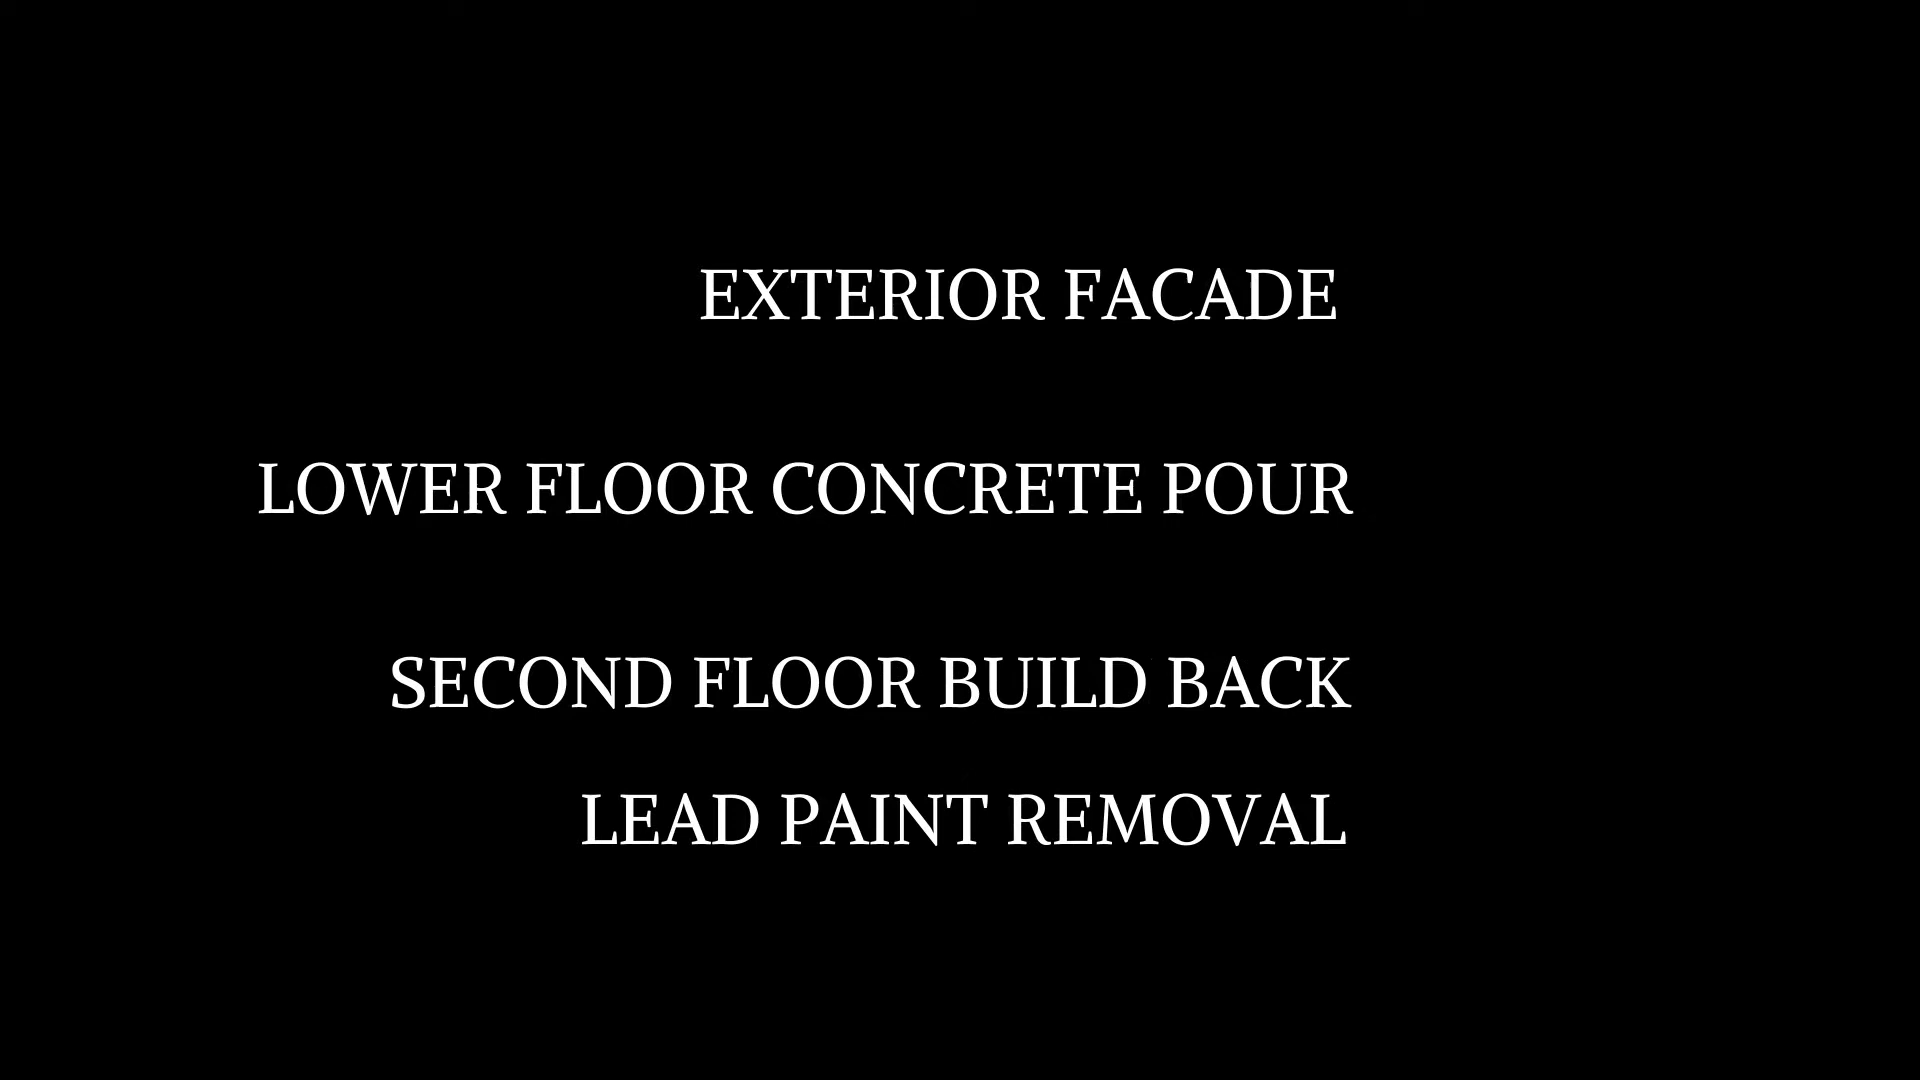 EXTERIOR FACADE
LOWER FLOOR CONCRETE POUR
SECOND FLOOR BUILD BACK
LEAD PAINT REMOVAL